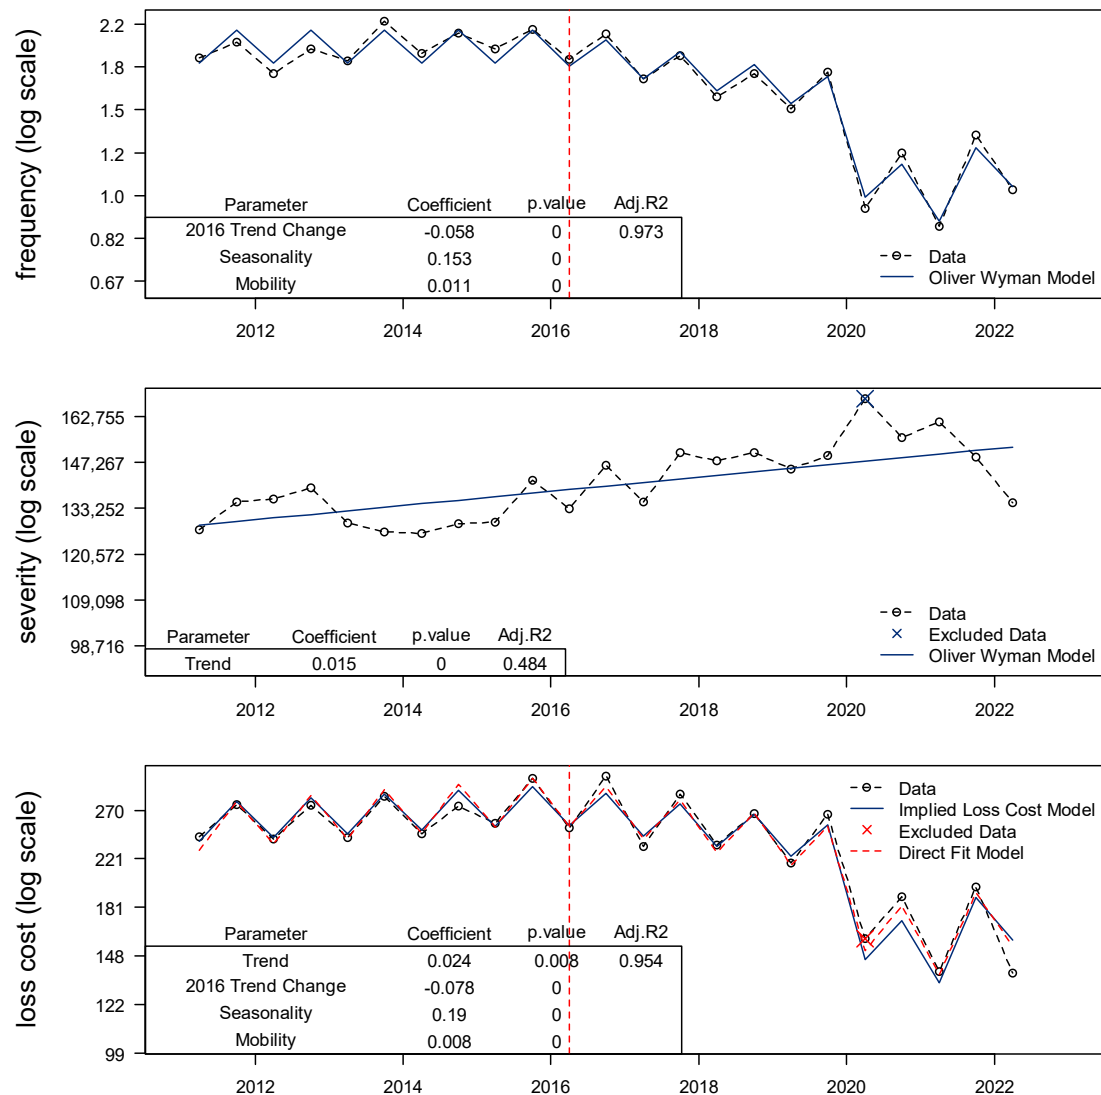 frequency (log scale)
2.2
1.8
1.5
1.2
1.0
0.82
0.67
Parameter Coefficient p.value Adj.R2
2016 Trend Change -0.058 0 0.973
Seasonality 0.153 0
Mobility 0.011 0
Data
Oliver Wyman Model
2012 2014 2016 2018 2020 2022
severity (log scale)
162,755
147,267
133,252
120,572
109,098
98,716
Parameter Coefficient p.value Adj.R2
Trend 0.015 0 0.484
Data
Excluded Data
Oliver Wyman Model
2012 2014 2016 2018 2020 2022
loss cost (log scale)
270
221
181
148
122
99
Data
Implied Loss Cost Model
Excluded Data
Direct Fit Model
Parameter Coefficient p.value Adj.R2
Trend 0.024 0.008 0.954
2016 Trend Change -0.078 0
Seasonality 0.19 0
Mobility 0.008 0
2012 2014 2016 2018 2020 2022